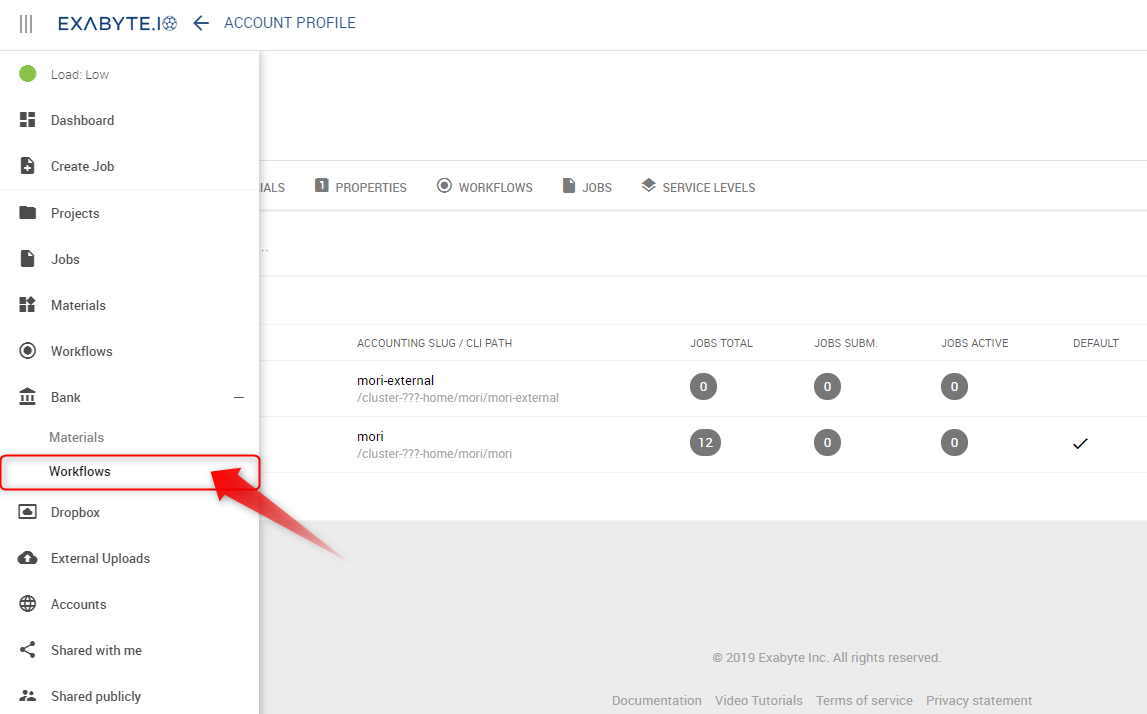 EXABYTE.IO ACCOUNT PROFILE
Load: Low
Dashboard
Create Job
Projects
Jobs
Materials
Workflows
Bank
Materials
Workflows
Dropbox
External Uploads
Accounts
Shared with me
Shared publicly
IALS 1 PROPERTIES WORKFLOWS JOBS SERVICE LEVELS
..
ACCOUNTING SLUG / CLI PATH JOBS TOTAL JOBS SUBM. JOBS ACTIVE DEFAULT
mori-external 0 0 0
/cluster-???-home/mori/mori-external
mori 12 0 0
/cluster-???-home/mori/mori
© 2019 Exabyte Inc. All rights reserved.
Documentation Video Tutorials Terms of service Privacy statement